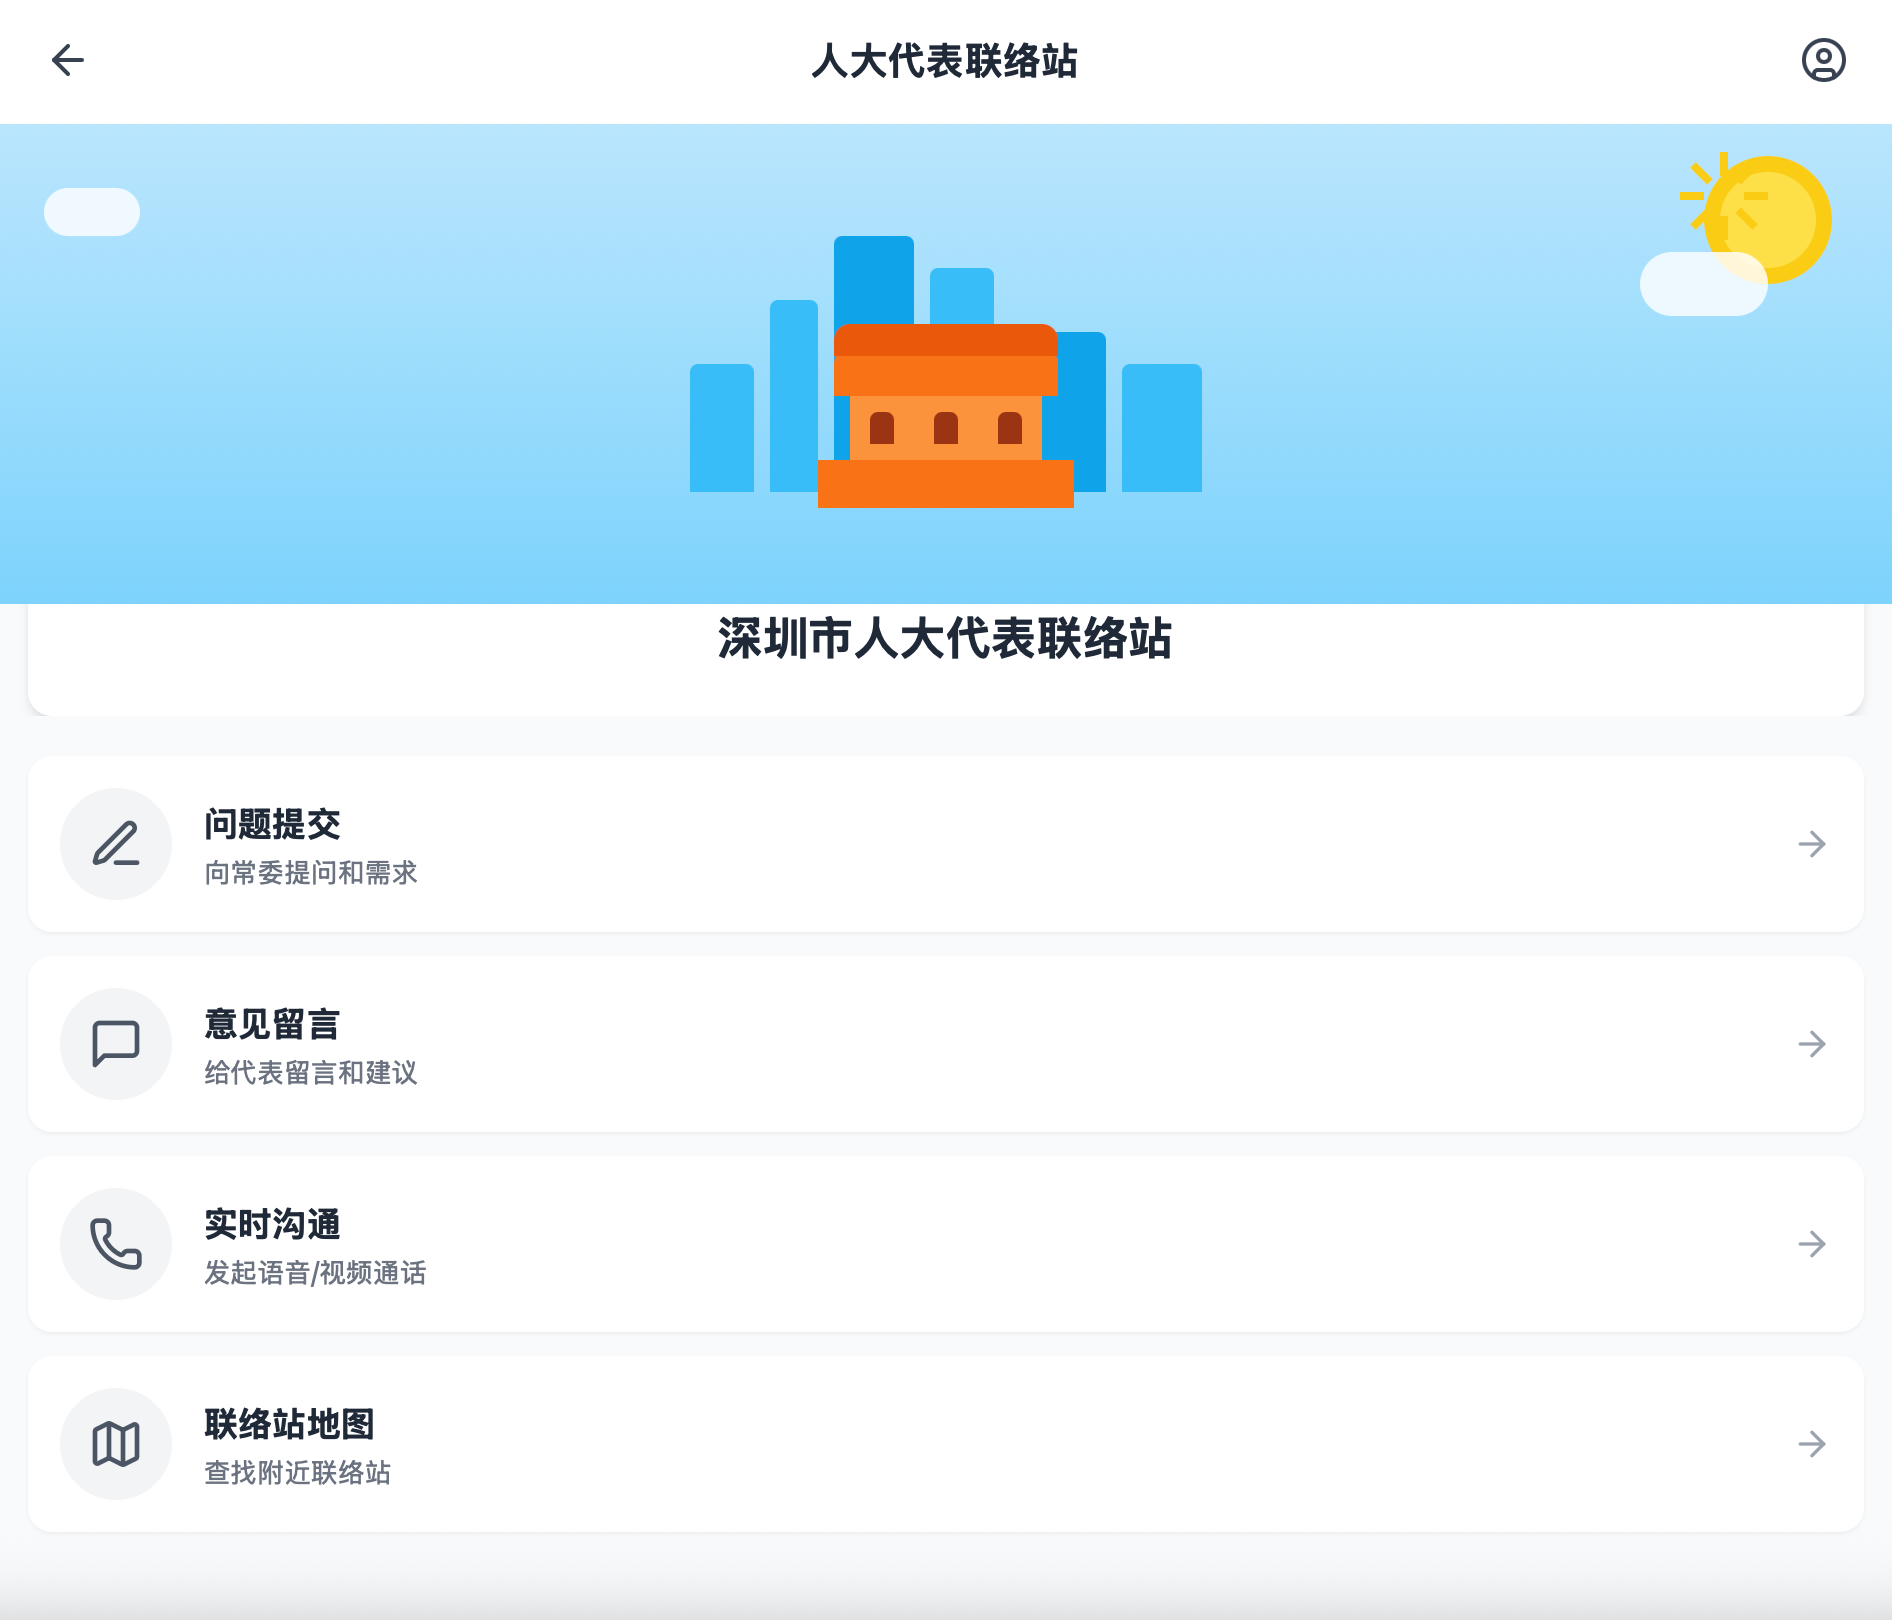 人大代表联络站
深圳市人大代表联络站
问题提交
向常委提问和需求
意见留言
给代表留言和建议
实时沟通
发起语音/视频通话
联络站地图
查找附近联络站